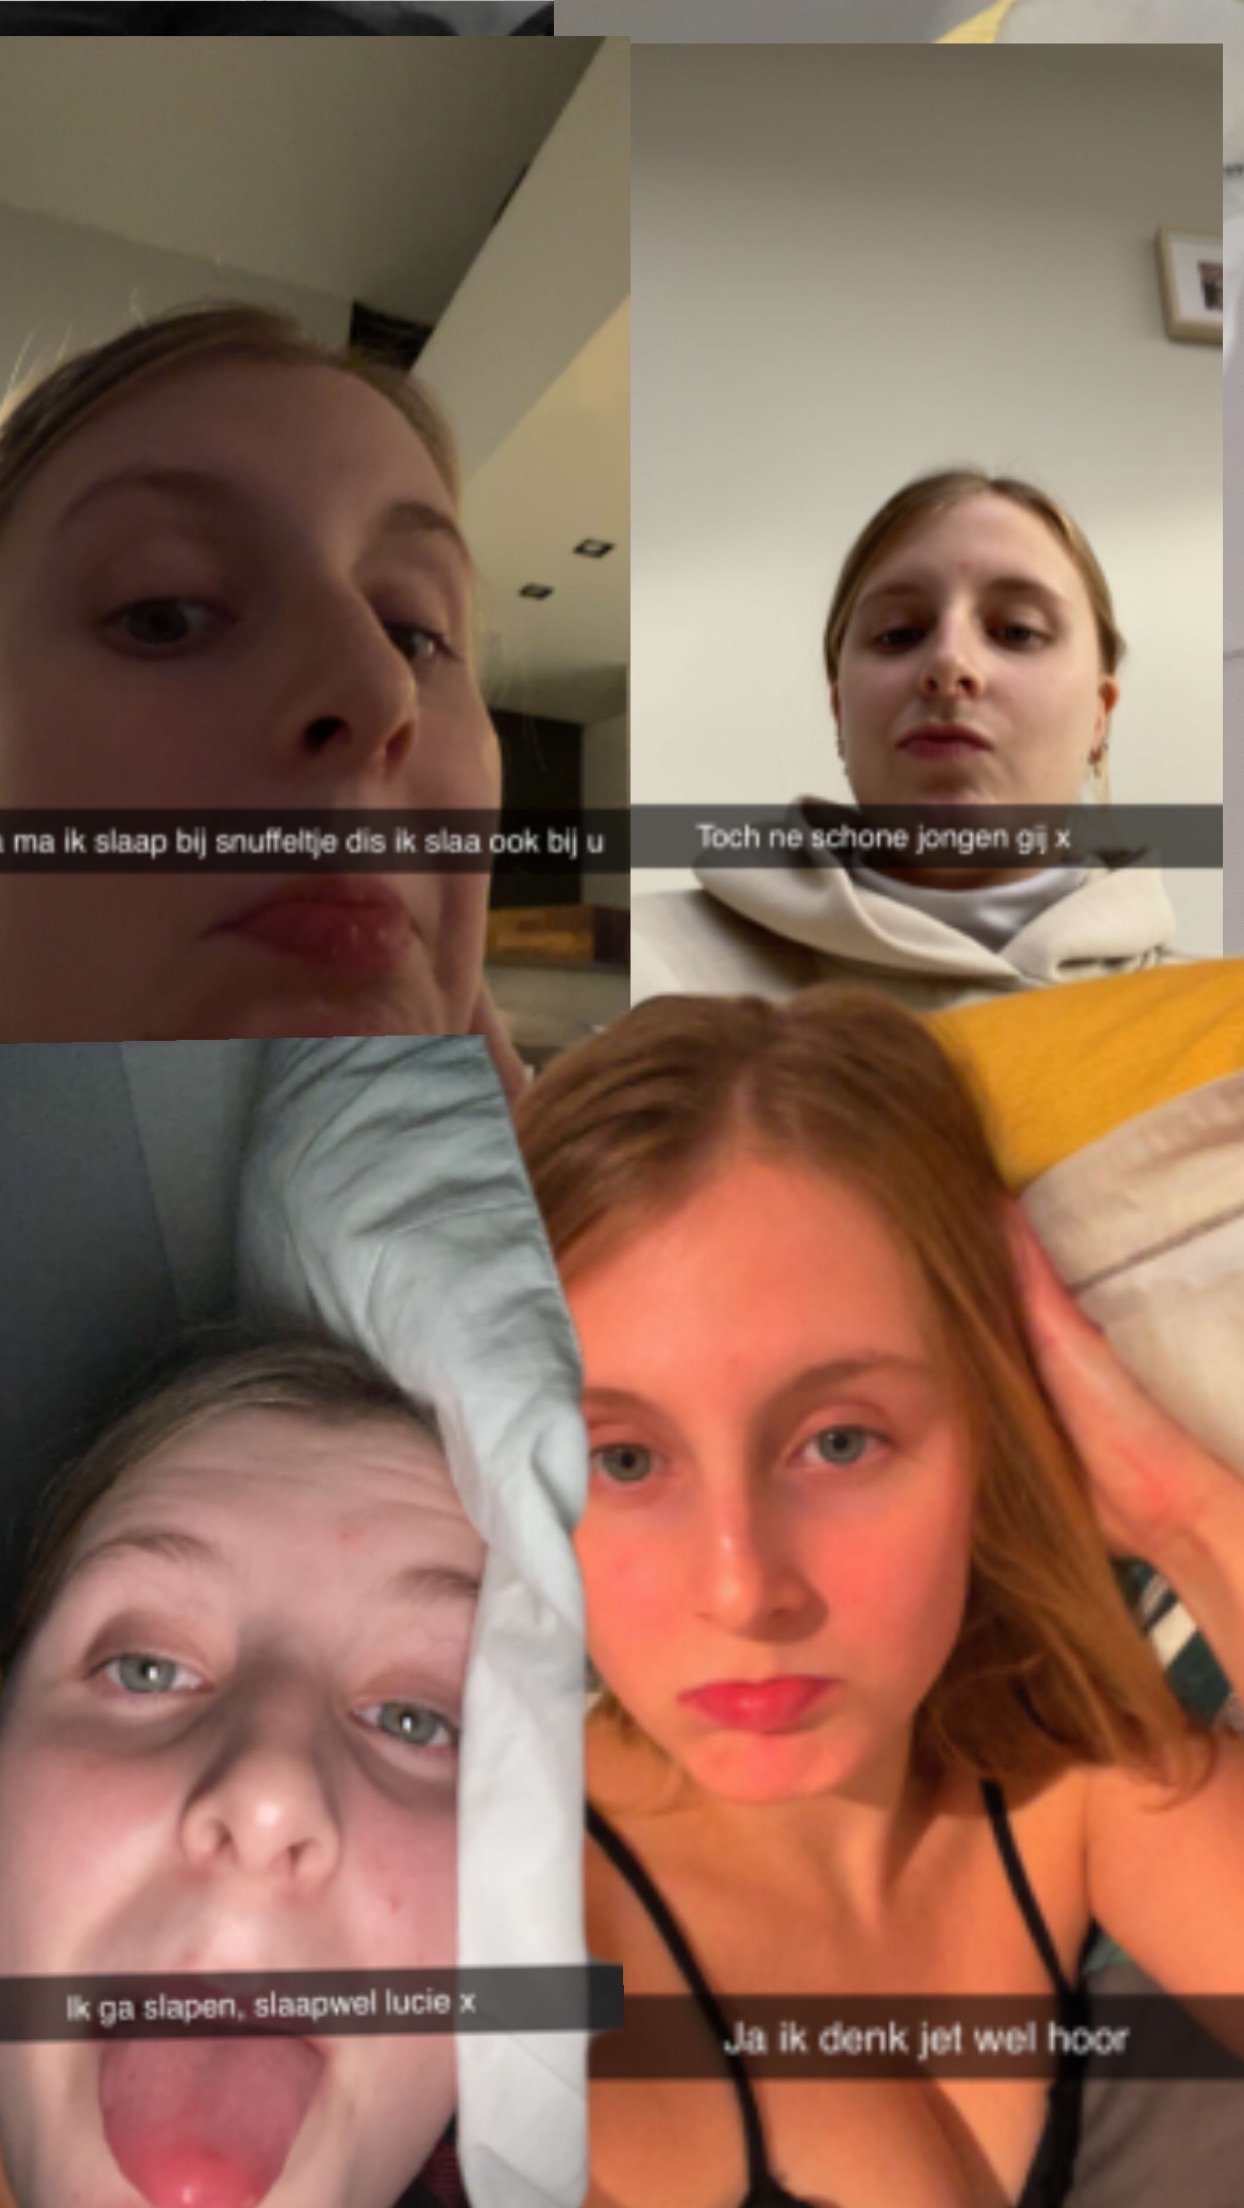 ma ik slaap bij snuffeltje dis ik slaa ook bij u
Toch ne schone jongen gij x
Ik ga slapen, slaapwel lucie x
Ja ik denk jet wel hoor